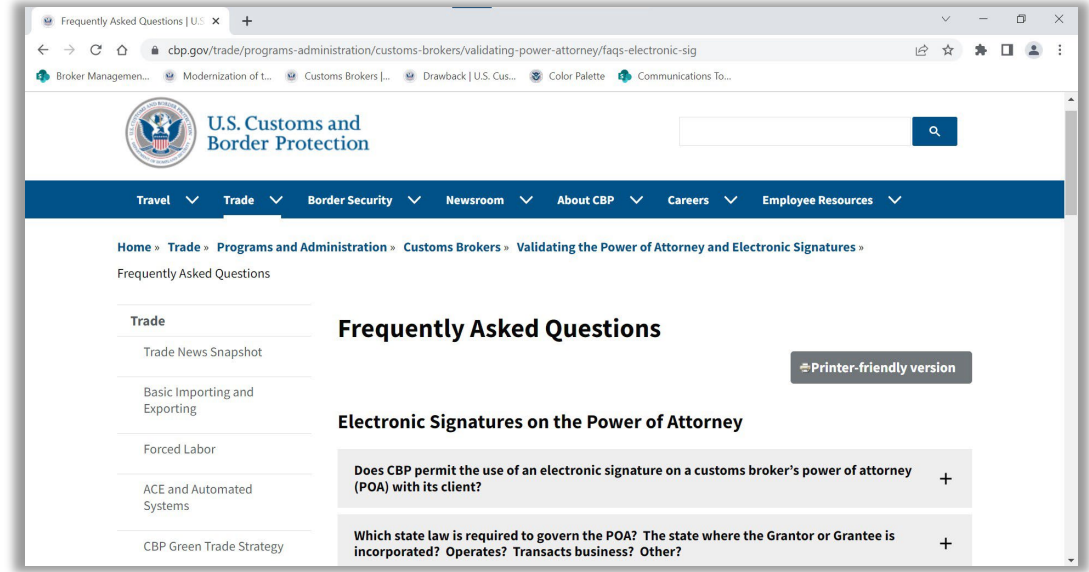 Frequently Asked Questions | U.S
cbp.gov/trade/programs-administration/customs-brokers/validating-power-attorney/faqs-electronic-sig
Broker Managemen... Modernization of t... Customs Brokers |... Drawback | U.S. Cus... Color Palette Communications To...
U.S. Customs and
Border Protection
Travel Trade Border Security Newsroom About CBP Careers Employee Resources
Home » Trade » Programs and Administration » Customs Brokers » Validating the Power of Attorney and Electronic Signatures »
Frequently Asked Questions
Trade
Trade News Snapshot
Basic Importing and
Exporting
Forced Labor
ACE and Automated
Systems
CBP Green Trade Strategy
Frequently Asked Questions
Printer-friendly version
Electronic Signatures on the Power of Attorney
Does CBP permit the use of an electronic signature on a customs broker’s power of attorney
(POA) with its client?
Which state law is required to govern the POA? The state where the Grantor or Grantee is
incorporated? Operates? Transacts business? Other?